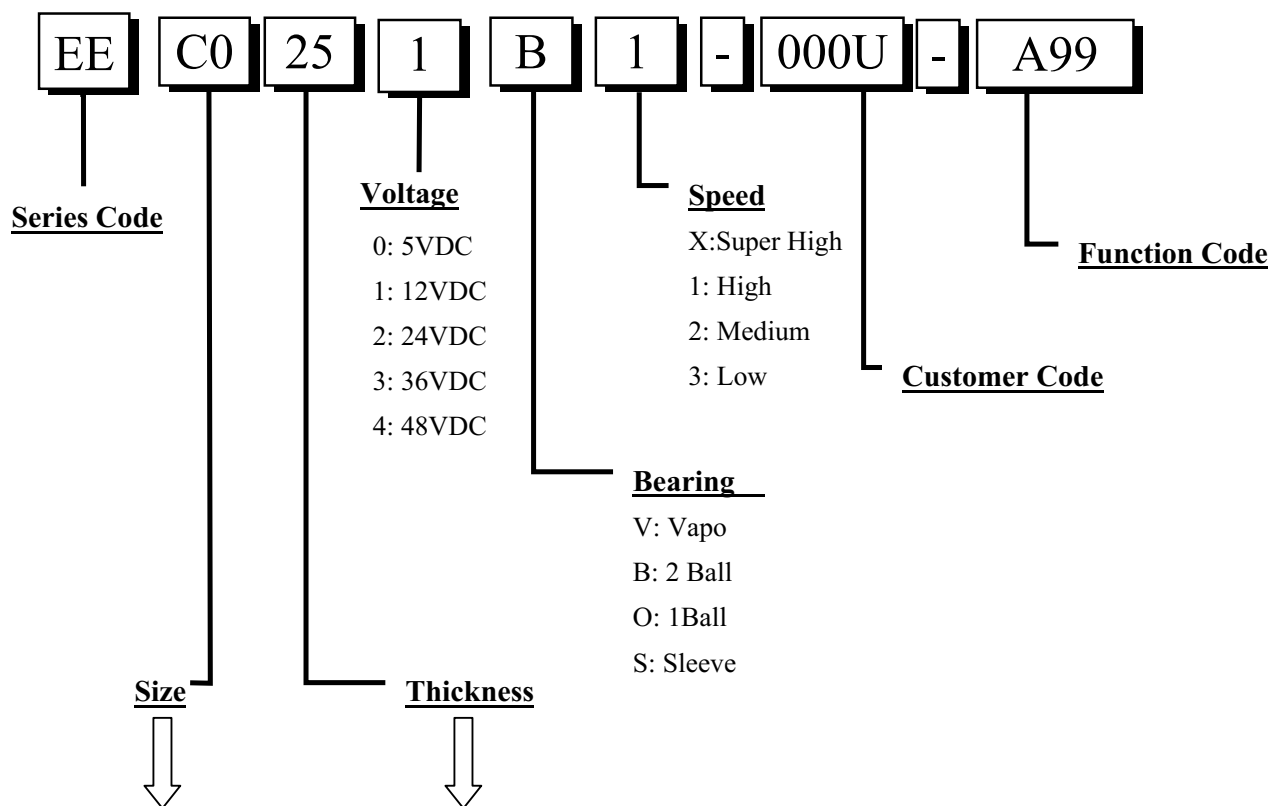 EE C0 25 1 B 1 - 000U - A99
Series Code
Voltage
0: 5VDC
1: 12VDC
2: 24VDC
3: 36VDC
4: 48VDC
Speed
X:Super High
1: High
2: Medium
3: Low
Function Code
Customer Code
Bearing
V: Vapo
B: 2 Ball
O: 1Ball
S: Sleeve
Size
Thickness